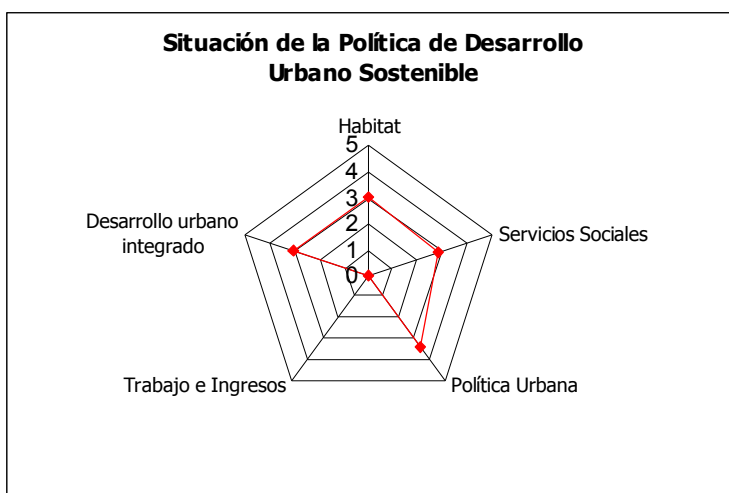 Situación de la Política de Desarrollo
Urbano Sostenible
Habitat
5
4
3
2
1
0
Desarrollo urbano
integrado
Servicios Sociales
Trabajo e Ingresos
Política Urbana